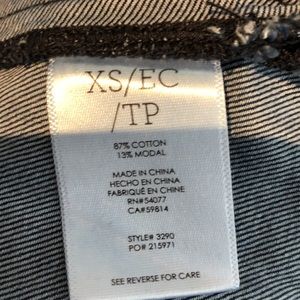 XS/EC
/TP
87% COTTON
13% MODAL
MADE IN CHINA
HECHO EN CHINA
FABRIQUÉ EN CHINE
RN#54077
CA#59814
STYLE# 3290
PO# 215971
SEE REVERSE FOR CARE